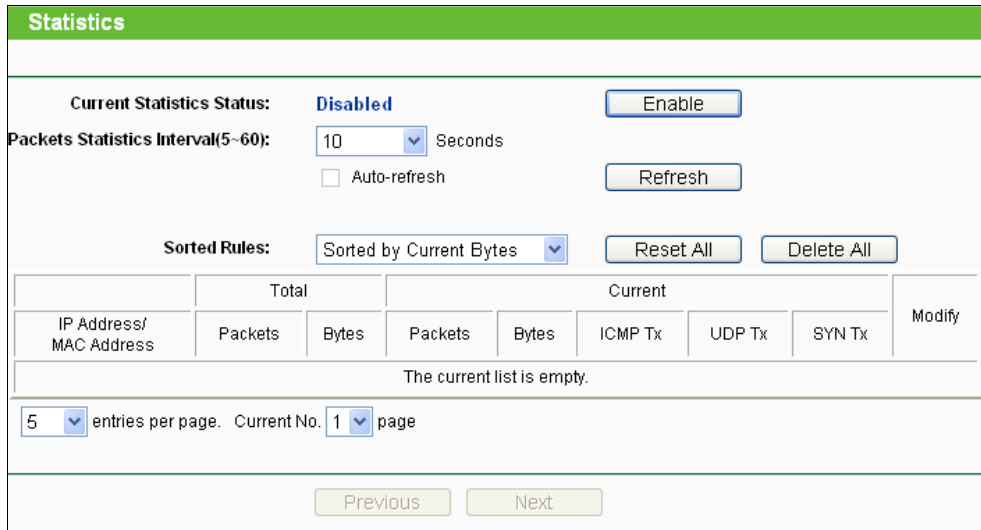 Statistics
Current Statistics Status: Disabled Enable
Packets Statistics Interval(5~60): 10 Seconds
Auto-refresh Refresh
Sorted Rules: Sorted by Current Bytes Reset All Delete All
Total Current
IP Address/
MAC Address Packets Bytes Packets Bytes ICMP Tx UDP Tx SYN Tx Modify
The current list is empty.
5 entries per page. Current No. 1 page
Previous Next